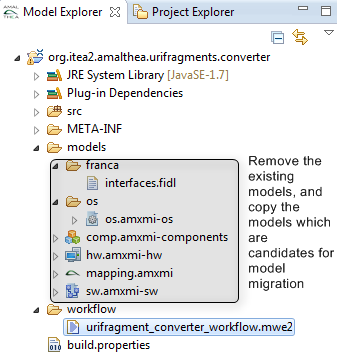 AMAL
THEA
Model Explorer
Project Explorer
org.itea2.amalthea.urifragments.converter
JRE System Library [JavaSE-1.7]
Plug-in Dependencies
src
META-INF
models
franca
interfaces.fidl
os
os.amxmi-os
comp.amxmi-components
hw.amxmi-hw
mapping.amxmi
sw.amxmi-sw
Remove the
existing
models, and
copy the
models which
are
candidates for
model
migration
workflow
urifragment_converter_workflow.mwe2
build.properties